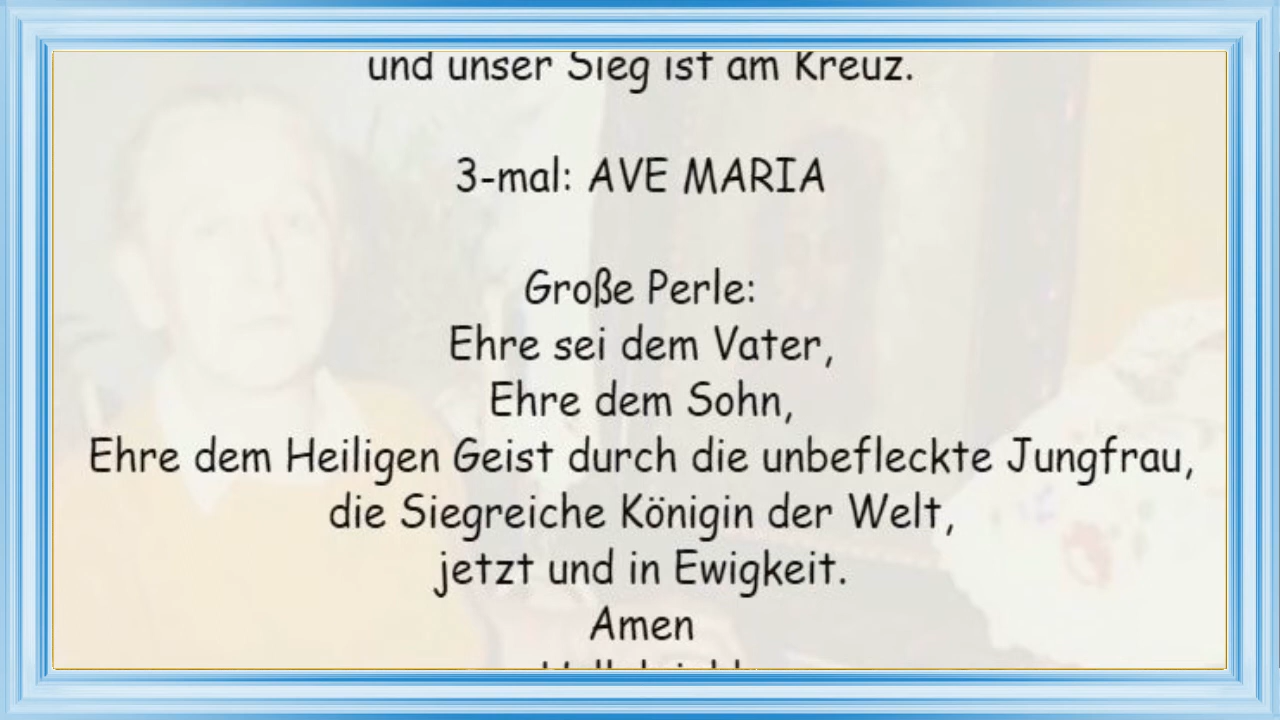 und unser Sieg ist am Kreuz.
3-mal: AVE MARIA
Große Perle:
Ehre sei dem Vater,
Ehre dem Sohn,
Ehre dem Heiligen Geist durch die unbefleckte Jungfrau,
die Siegreiche Königin der Welt,
jetzt und in Ewigkeit.
Amen